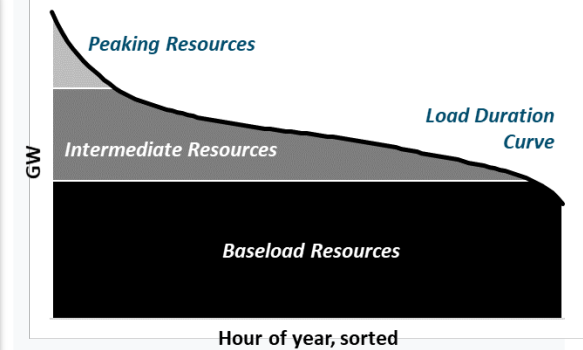 Peaking Resources
Load Duration
Curve
GW
Intermediate Resources
Baseload Resources
Hour of year, sorted